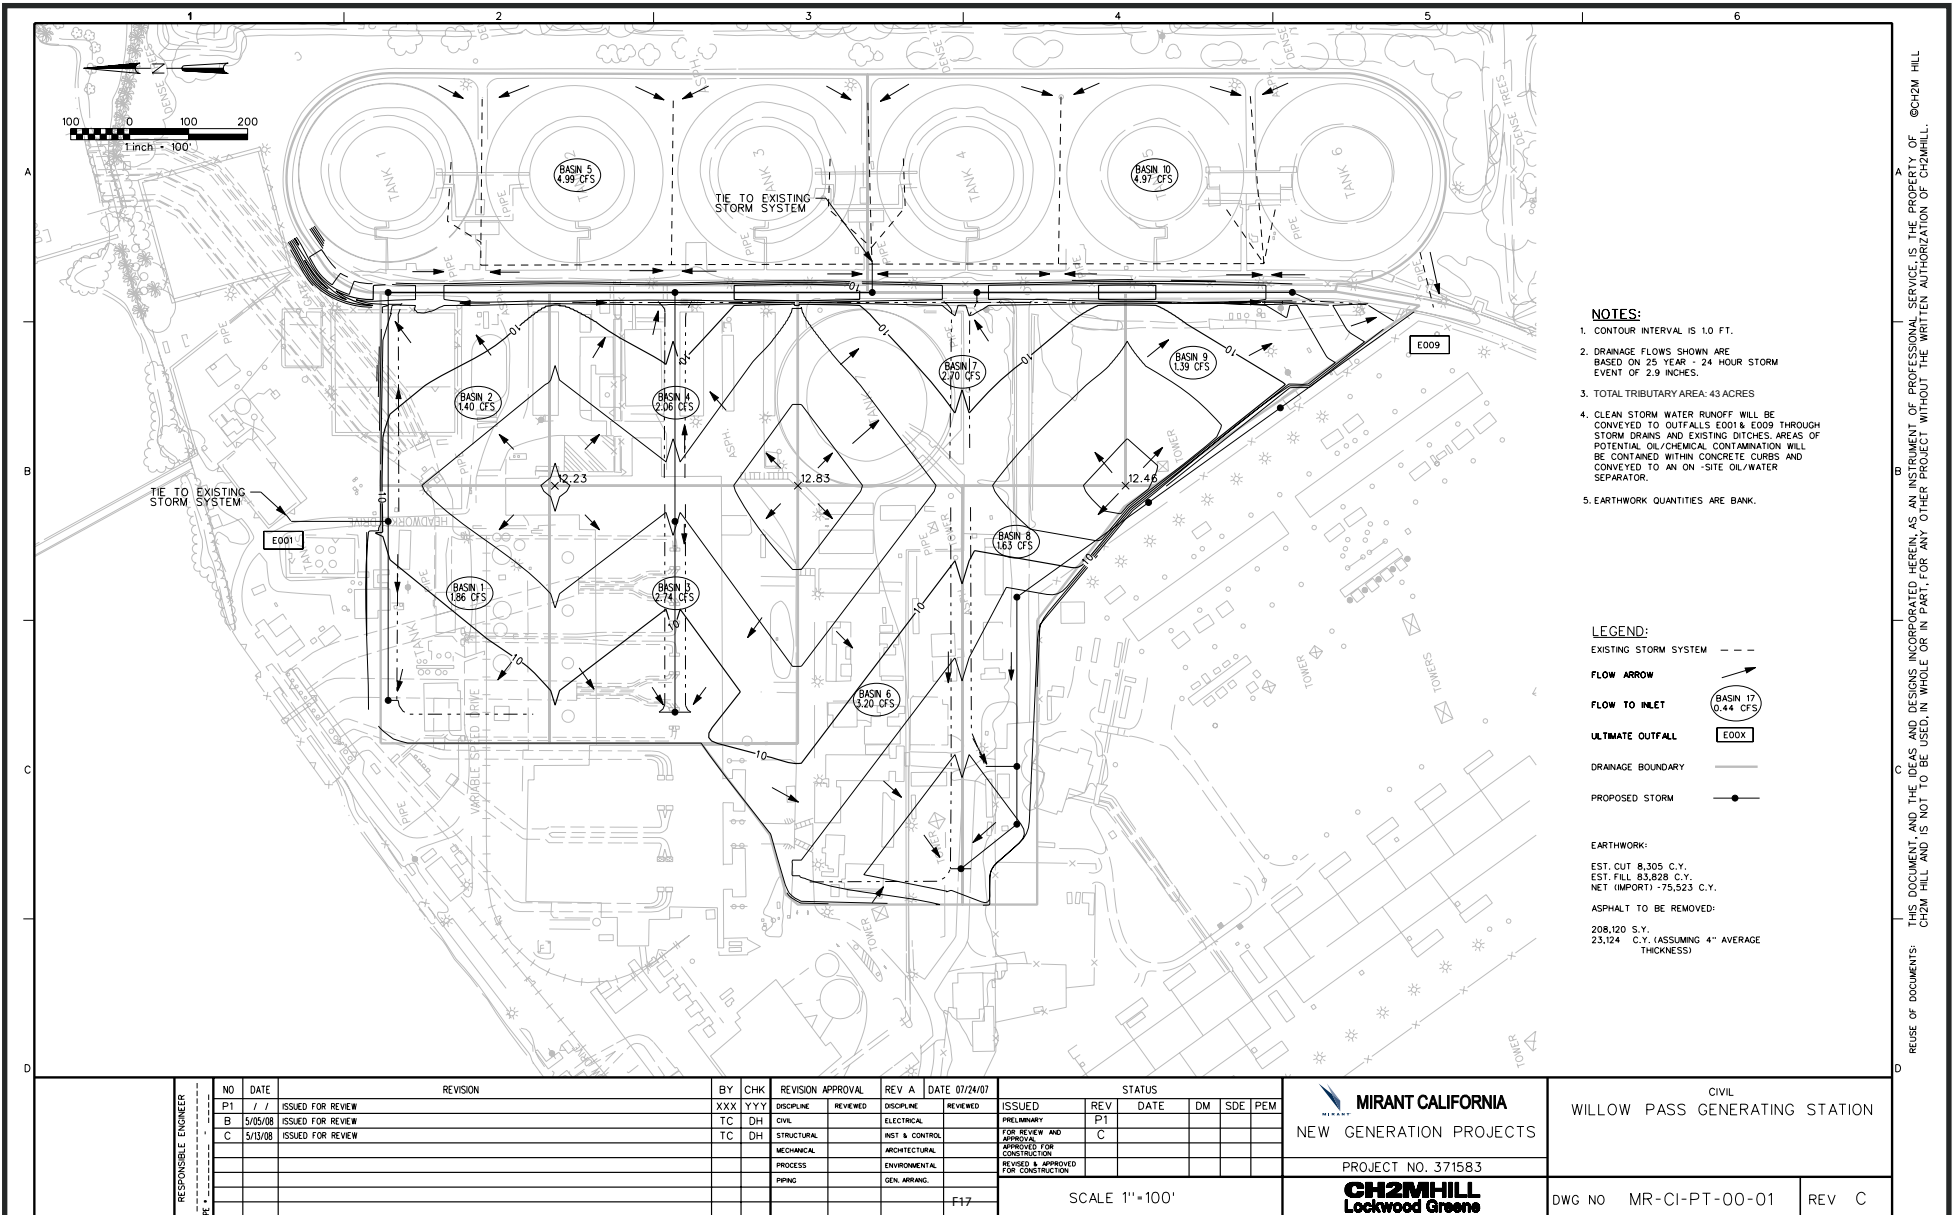 1 2 3 4 5 6
N
100 0 100 200
1 inch = 100'
TANK 1
TANK 2
TANK 3
TANK 4
TANK 5
TANK 6
BASIN 5
4.99 CFS
BASIN 10
4.97 CFS
TIE TO EXISTING
STORM SYSTEM
A
B
C
D
BASIN 2
1.40 CFS
BASIN 4
2.06 CFS
BASIN 7
2.70 CFS
BASIN 9
1.39 CFS
E009
12.23
12.83
12.46
TIE TO EXISTING
STORM SYSTEM
E001
HEADWORK DRIVE
BASIN 1
1.86 CFS
BASIN 3
2.74 CFS
BASIN 8
1.63 CFS
BASIN 6
3.20 CFS
VARIABLE SPEED DRIVE
10
PIPE
ASPH.
TOWER
TOWERS
DENSE TREES
NOTES:
1. CONTOUR INTERVAL IS 1.0 FT.
2. DRAINAGE FLOWS SHOWN ARE
BASED ON 25 YEAR - 24 HOUR STORM
EVENT OF 2.9 INCHES.
3. TOTAL TRIBUTARY AREA: 43 ACRES
4. CLEAN STORM WATER RUNOFF WILL BE
CONVEYED TO OUTFALLS E001 & E009 THROUGH
STORM DRAINS AND EXISTING DITCHES. AREAS OF
POTENTIAL OIL/CHEMICAL CONTAMINATION WILL
BE CONTAINED WITHIN CONCRETE CURBS AND
CONVEYED TO AN ON -SITE OIL/WATER
SEPARATOR.
5. EARTHWORK QUANTITIES ARE BANK.
LEGEND:
EXISTING STORM SYSTEM
FLOW ARROW
FLOW TO INLET
BASIN 17
0.44 CFS
ULTIMATE OUTFALL
E00X
DRAINAGE BOUNDARY
PROPOSED STORM
EARTHWORK:
EST. CUT 8,305 C.Y.
EST. FILL 83,828 C.Y.
NET (IMPORT) -75,523 C.Y.
ASPHALT TO BE REMOVED:
208,120 S.Y.
23,124 C.Y. (ASSUMING 4" AVERAGE
THICKNESS)
REUSE OF DOCUMENTS: THIS DOCUMENT, AND THE IDEAS AND DESIGNS INCORPORATED HEREIN, AS AN INSTRUMENT OF PROFESSIONAL SERVICE, IS THE PROPERTY OF
CH2M HILL AND IS NOT TO BE USED, IN WHOLE OR IN PART, FOR ANY OTHER PROJECT WITHOUT THE WRITTEN AUTHORIZATION OF CH2MHILL.
©CH2M HILL
RESPONSIBLE ENGINEER
NO DATE REVISION BY CHK
P1 / / ISSUED FOR REVIEW XXX YYY
B 5/05/08 ISSUED FOR REVIEW TC DH
C 5/13/08 ISSUED FOR REVIEW TC DH
REVISION APPROVAL REV A DATE 07/24/07
DISCIPLINE REVIEWED DISCIPLINE REVIEWED
CIVIL ELECTRICAL
STRUCTURAL INST & CONTROL
MECHANICAL ARCHITECTURAL
PROCESS ENVIRONMENTAL
PIPING GEN. ARRANG.
F17
STATUS
ISSUED REV DATE DM SDE PEM
PRELIMINARY P1
FOR REVIEW AND
APPROVAL C
APPROVED FOR
CONSTRUCTION
REVISED & APPROVED
FOR CONSTRUCTION
SCALE 1"=100'
MIRANT
MIRANT CALIFORNIA
NEW GENERATION PROJECTS
PROJECT NO. 371583
CH2MHILL
Lockwood Greene
CIVIL
WILLOW PASS GENERATING STATION
DWG NO MR-CI-PT-00-01 REV C